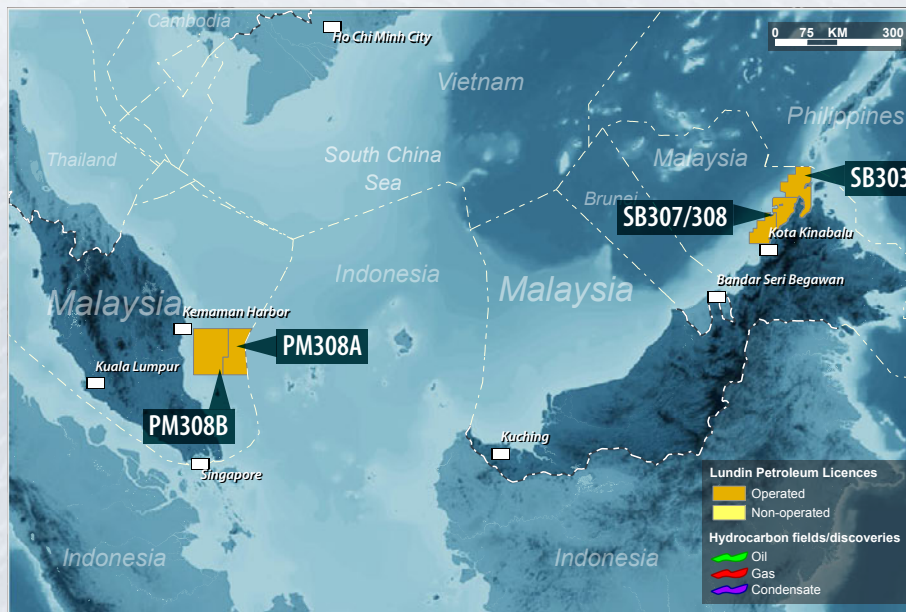 Cambodia
Ho Chi Minh City
0 75 KM 300
Vietnam
Philippines
Thailand
South China
Sea
Malaysia
SB303
Brunei
SB307/308
Kota Kinabalu
Indonesia
Malaysia
Bandar Seri Begawan
Malaysia
Kemaman Harbor
PM308A
Kuala Lumpur
PM308B
Kuching
Singapore
Indonesia
Indonesia
Lundin Petroleum Licences
Operated
Non-operated
Hydrocarbon fields/discoveries
Oil
Gas
Condensate